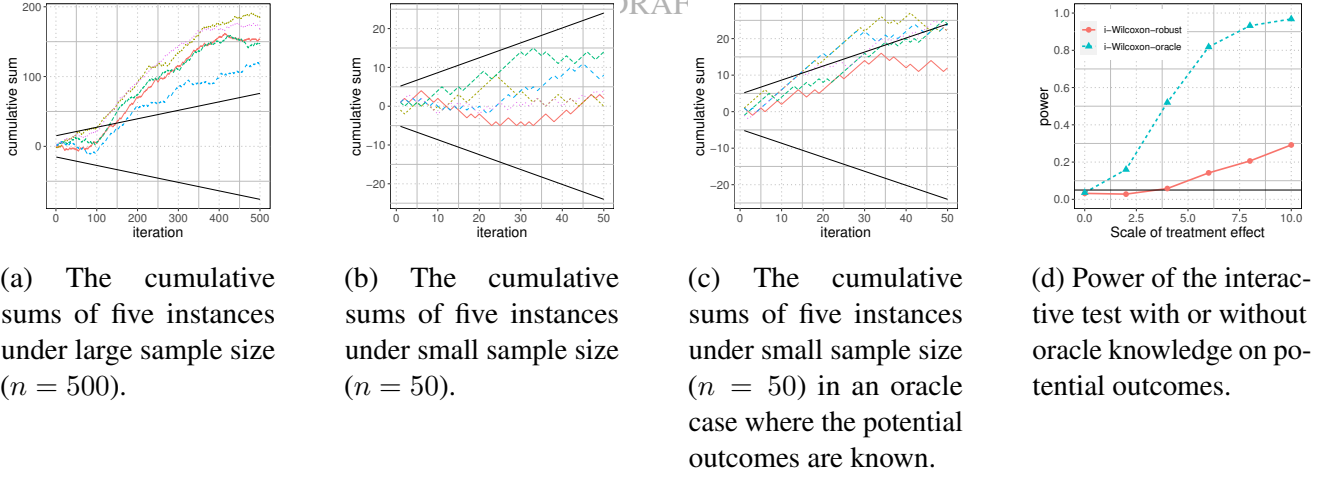 DRAF
200
100
0
cumulative sum
0 100 200 300 400 500
iteration
20
10
0
−10
−20
cumulative sum
0 10 20 30 40 50
iteration
20
10
0
−10
−20
cumulative sum
0 10 20 30 40 50
iteration
1.0
0.8
0.6
0.4
0.2
0.0
power
i−Wilcoxon−robust
i−Wilcoxon−oracle
0.0 2.5 5.0 7.5 10.0
Scale of treatment effect
(a) The cumulative
sums of five instances
under large sample size
(n = 500).
(b) The cumulative
sums of five instances
under small sample size
(n = 50).
(c) The cumulative
sums of five instances
under small sample size
(n = 50) in an oracle
case where the potential
outcomes are known.
(d) Power of the interac-
tive test with or without
oracle knowledge on po-
tential outcomes.